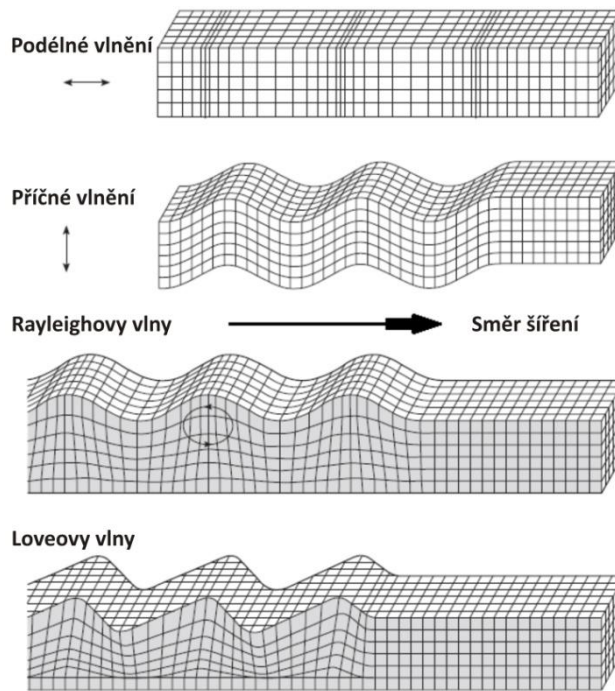 Podélné vlnění
Příčné vlnění
Rayleighovy vlny
Směr šíření
Loveovy vlny